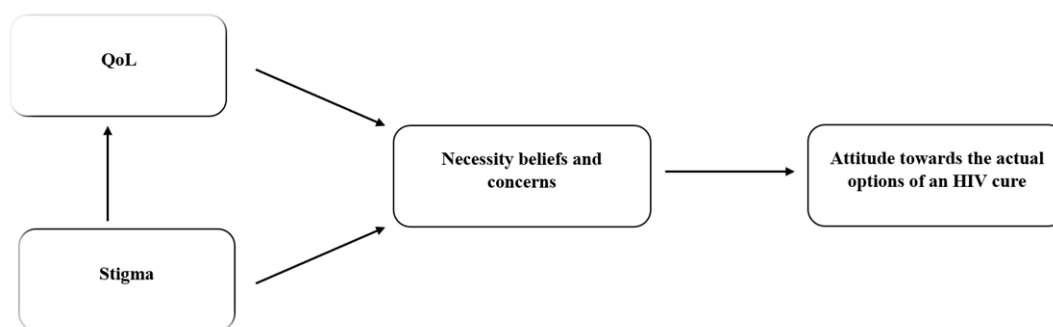 QoL
Necessity beliefs and
concerns
Attitude towards the actual
options of an HIV cure
Stigma